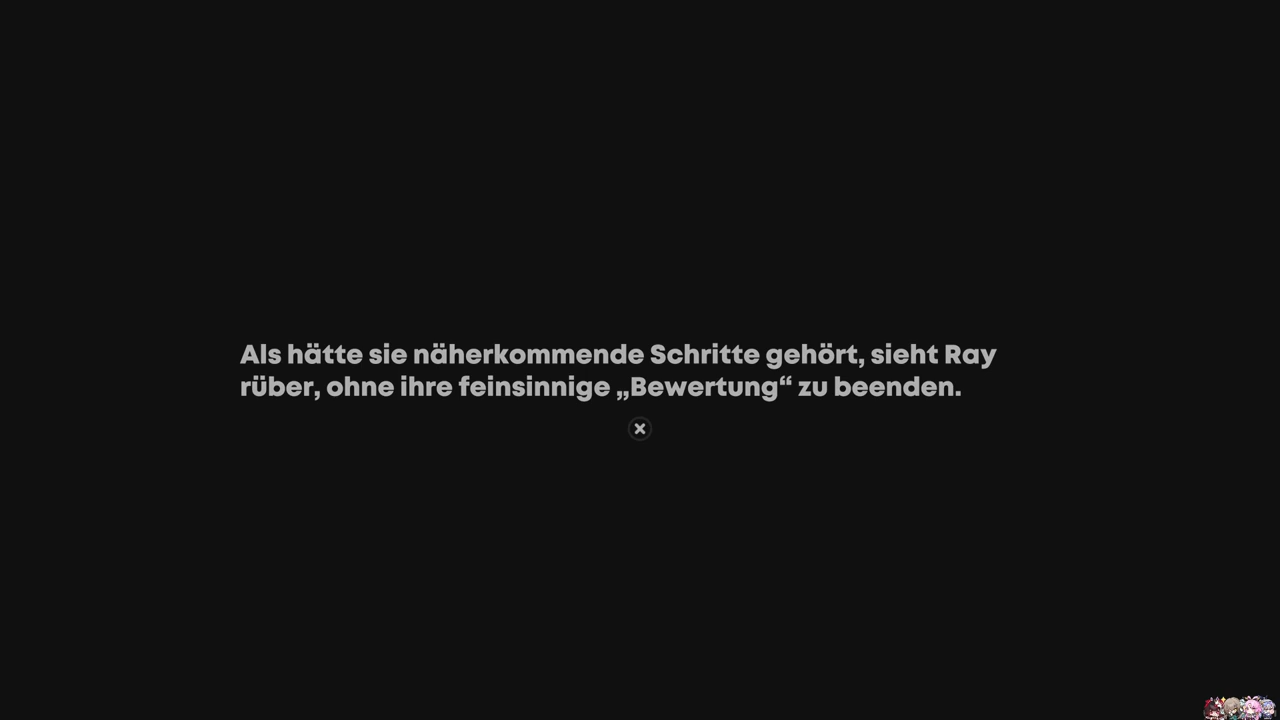 Als hätte sie näherkommende Schritte gehört, sieht Ray
rüber, ohne ihre feinsinnige „Bewertung“ zu beenden.